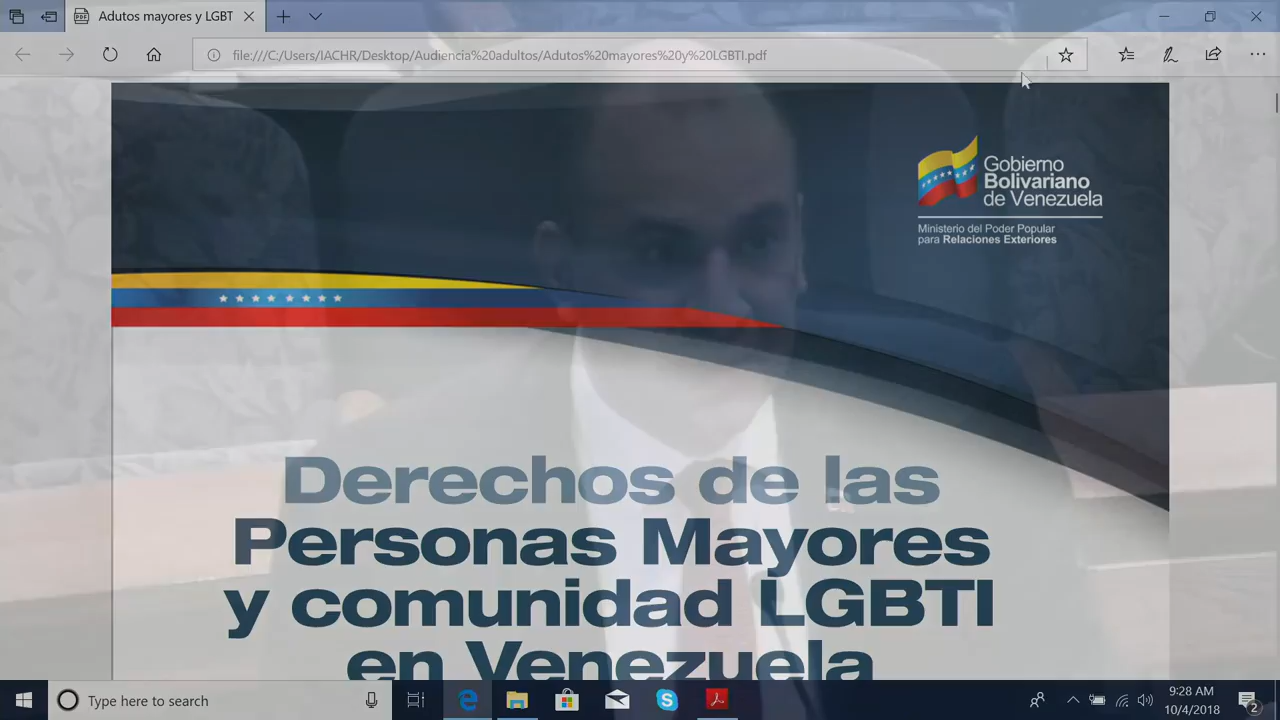 Adutos mayores y LGBT
file:///C:/Users/IACHR/Desktop/Audiencia%20adultos/Adutos%20mayores%20y%20LGBTI.pdf
Gobierno
Bolivariano
de Venezuela
Ministerio del Poder Popular
para Relaciones Exteriores
Derechos de las
Personas Mayores
y comunidad LGBTI
en Venezuela
Type here to search
9:28 AM
10/4/2018
2